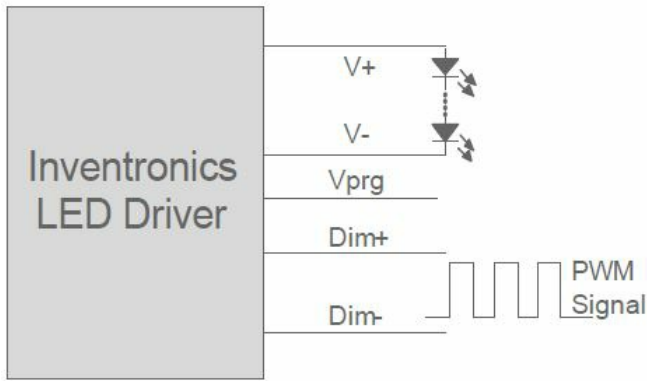 Inventronics
LED Driver
V+
V-
Vprg
Dim+
Dim-
PWM
Signal